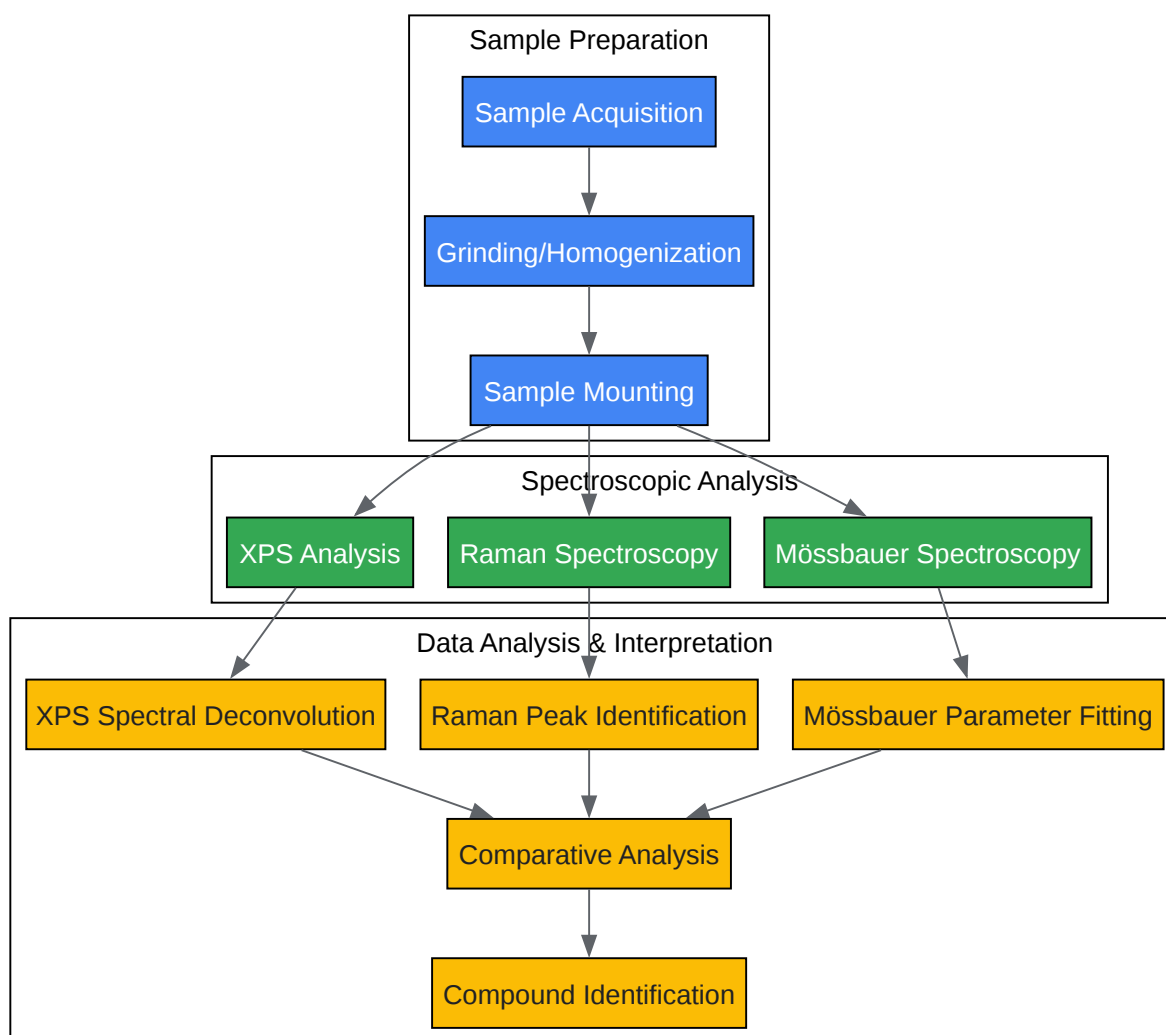 Sample Preparation
Sample Acquisition
Grinding/Homogenization
Sample Mounting
Spectroscopic Analysis
XPS Analysis
Raman Spectroscopy
Mössbauer Spectroscopy
Data Analysis & Interpretation
XPS Spectral Deconvolution
Raman Peak Identification
Mössbauer Parameter Fitting
Comparative Analysis
Compound Identification